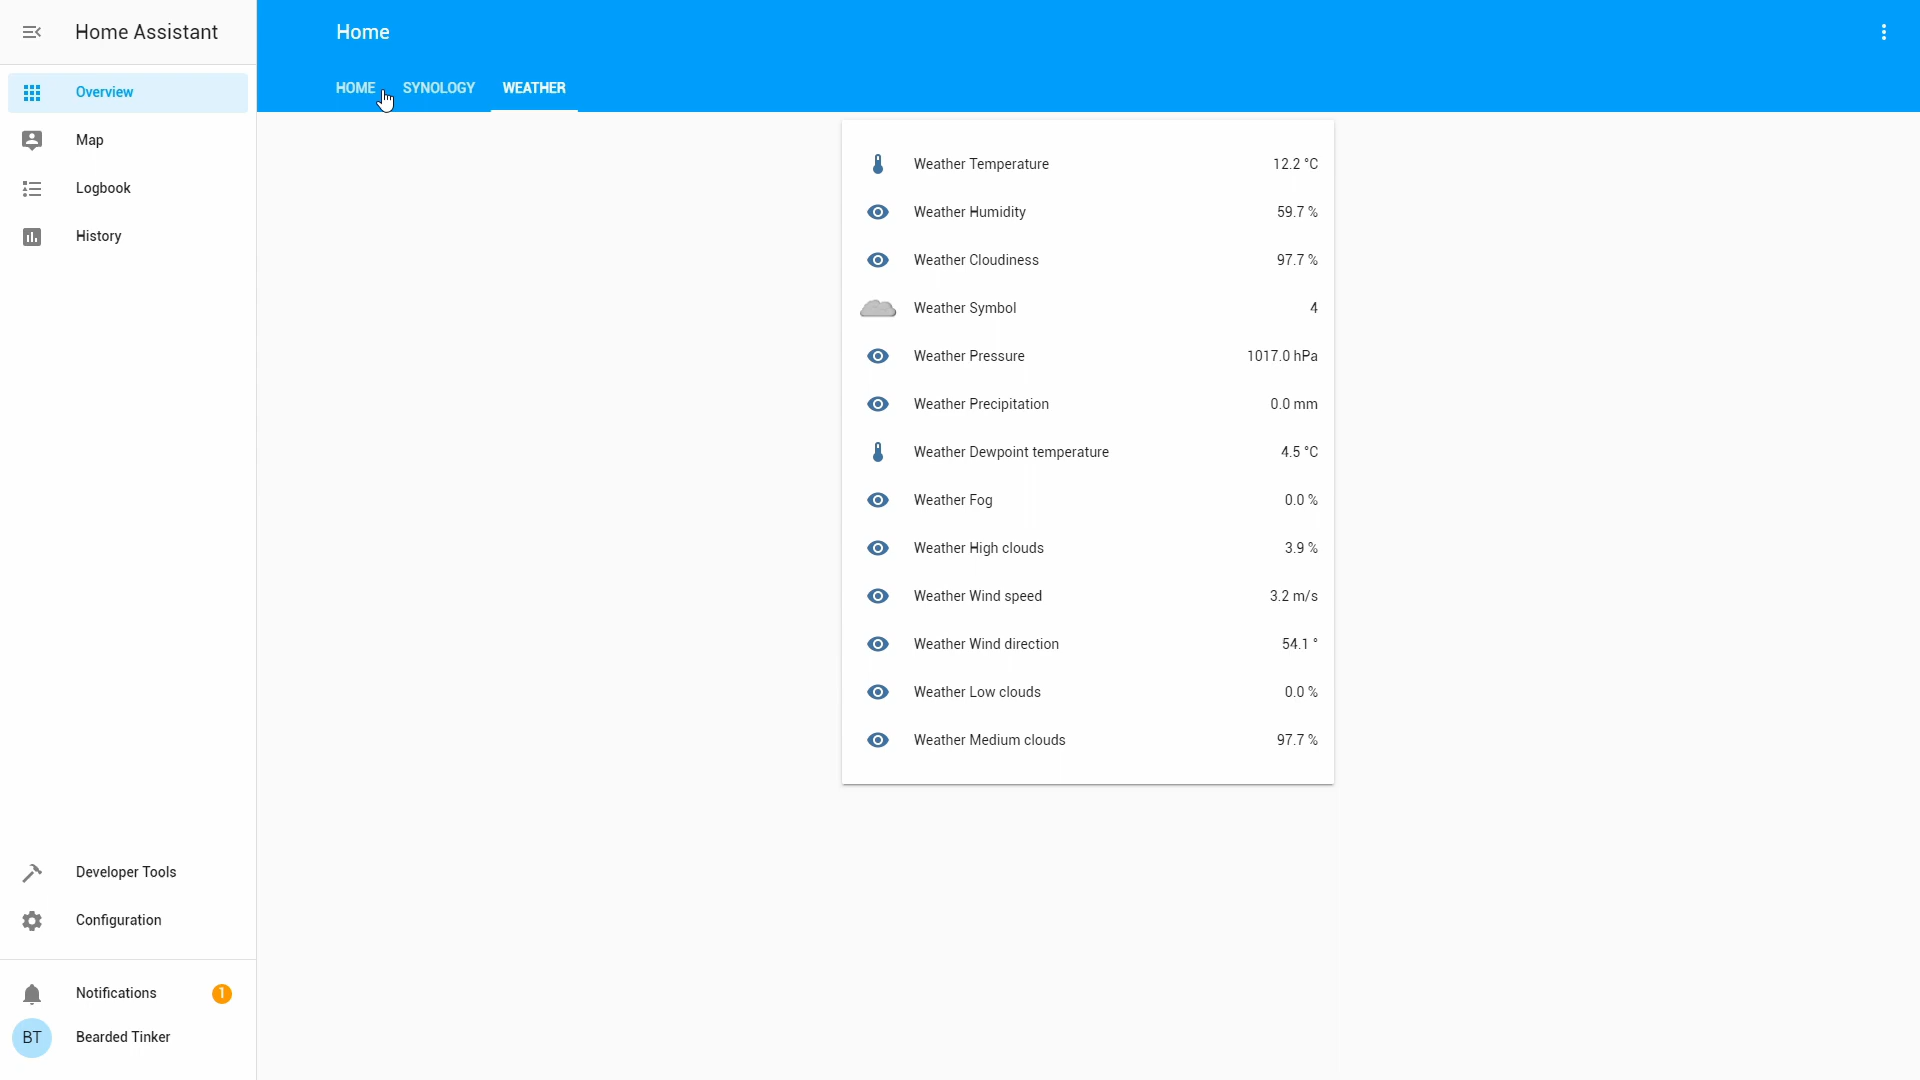 Home Assistant
Home
HOME
SYNOLOGY
WEATHER
Overview
Map
Logbook
History
Weather Temperature 12.2 °C
Weather Humidity 59.7 %
Weather Cloudiness 97.7 %
Weather Symbol 4
Weather Pressure 1017.0 hPa
Weather Precipitation 0.0 mm
Weather Dewpoint temperature 4.5 °C
Weather Fog 0.0 %
Weather High clouds 3.9 %
Weather Wind speed 3.2 m/s
Weather Wind direction 54.1 °
Weather Low clouds 0.0 %
Weather Medium clouds 97.7 %
Developer Tools
Configuration
Notifications 1
BT Bearded Tinker